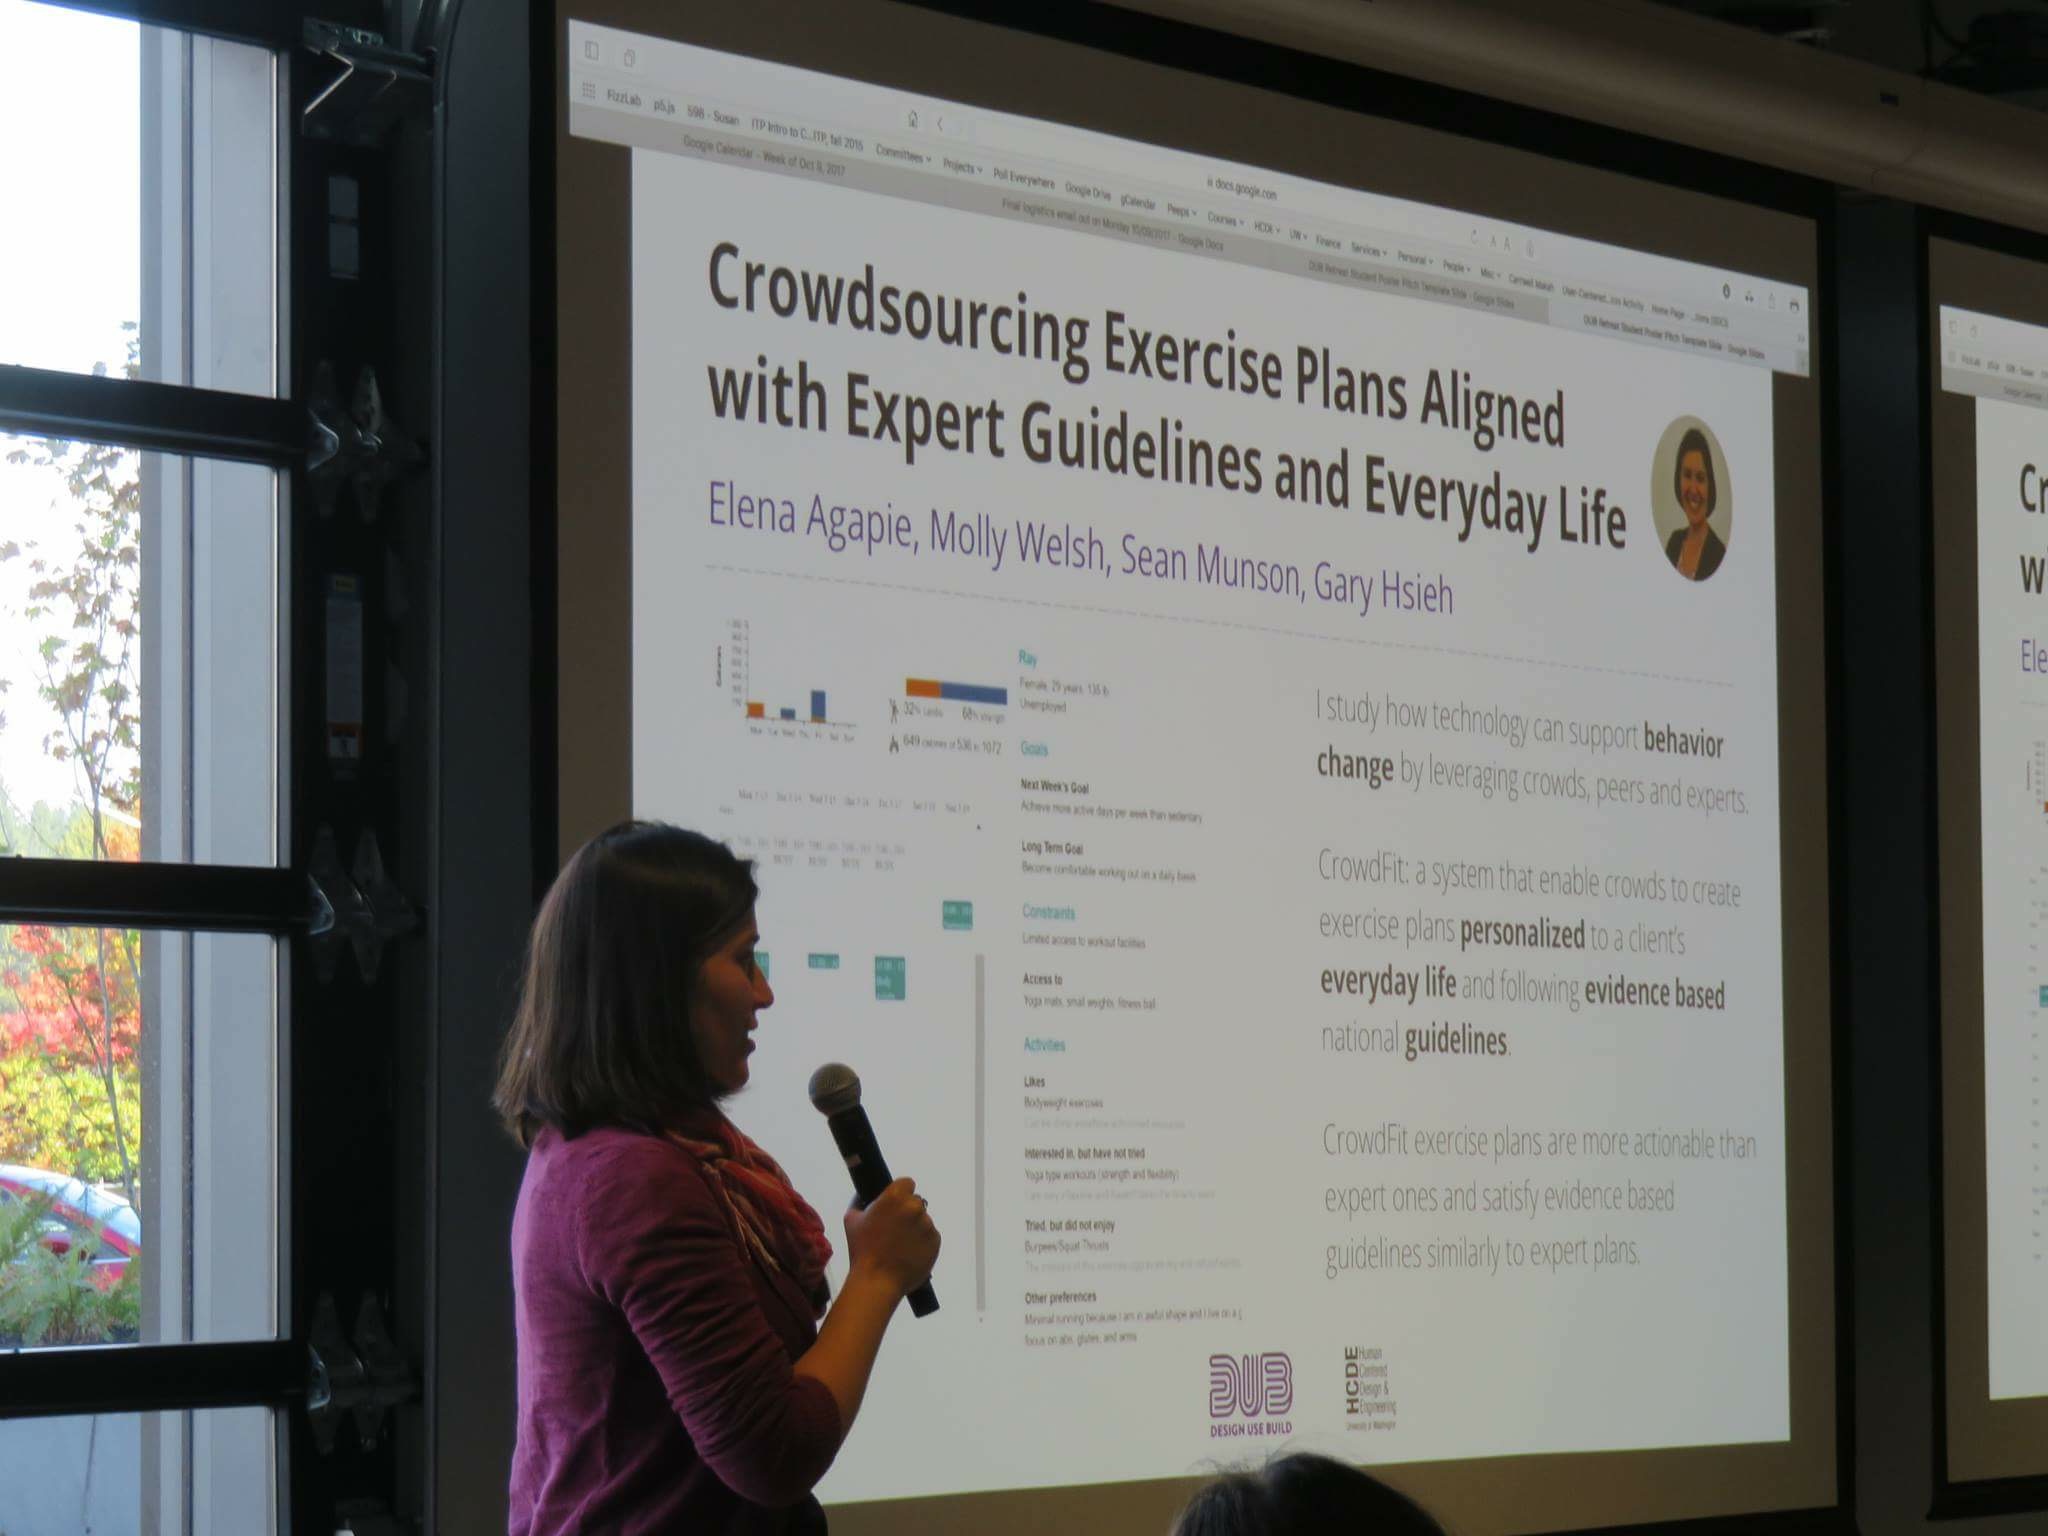 docs.google.com
FizzLab p5.js 598 - Susan ITP Intro to C...ITP, fall 2015 Committees Projects Poll Everywhere Google Drive gCalendar Peeps Courses HCDE UW Finance Services Personal People Misc Carmeed Makah User-Centered...ion Activity Home Page
Google Calendar - Week of Oct 8, 2017
Final logistics email out on Monday 10/09/2017 - Google Docs
DUB Retreat Student Poster Pitch Template Slide - Google Slides
DUB Retreat Student Poster Pitch Template Slide - Google Slides
Crowdsourcing Exercise Plans Aligned
with Expert Guidelines and Everyday Life
Elena Agapie, Molly Welsh, Sean Munson, Gary Hsieh
32% cardio 68% strength
649 calories of 536 to 1072
Ray
Female, 29 years, 135 lb
Unemployed
Goals
Next Week's Goal
Achieve more active days per week than sedentary
Long Term Goal
Become comfortable working out on a daily basis
Constraints
Limited access to workout facilities
Access to
Yoga mats, small weights, fitness ball
Activities
Likes
Bodyweight exercises
Interested in, but have not tried
Yoga type workouts (strength and flexibility)
Tried, but did not enjoy
Burpees/Squat Thrusts
Other preferences
Minimal running because I am in awful shape and I live on a
focus on abs, glutes, and arms
I study how technology can support behavior
change by leveraging crowds, peers and experts.
CrowdFit: a system that enable crowds to create
exercise plans personalized to a client's
everyday life and following evidence based
national guidelines.
CrowdFit exercise plans are more actionable than
expert ones and satisfy evidence based
guidelines similarly to expert plans.
DUB
DESIGN USE BUILD
HCDE
Human
Centered
Design &
Engineering
University of Washington
Cr
Ele